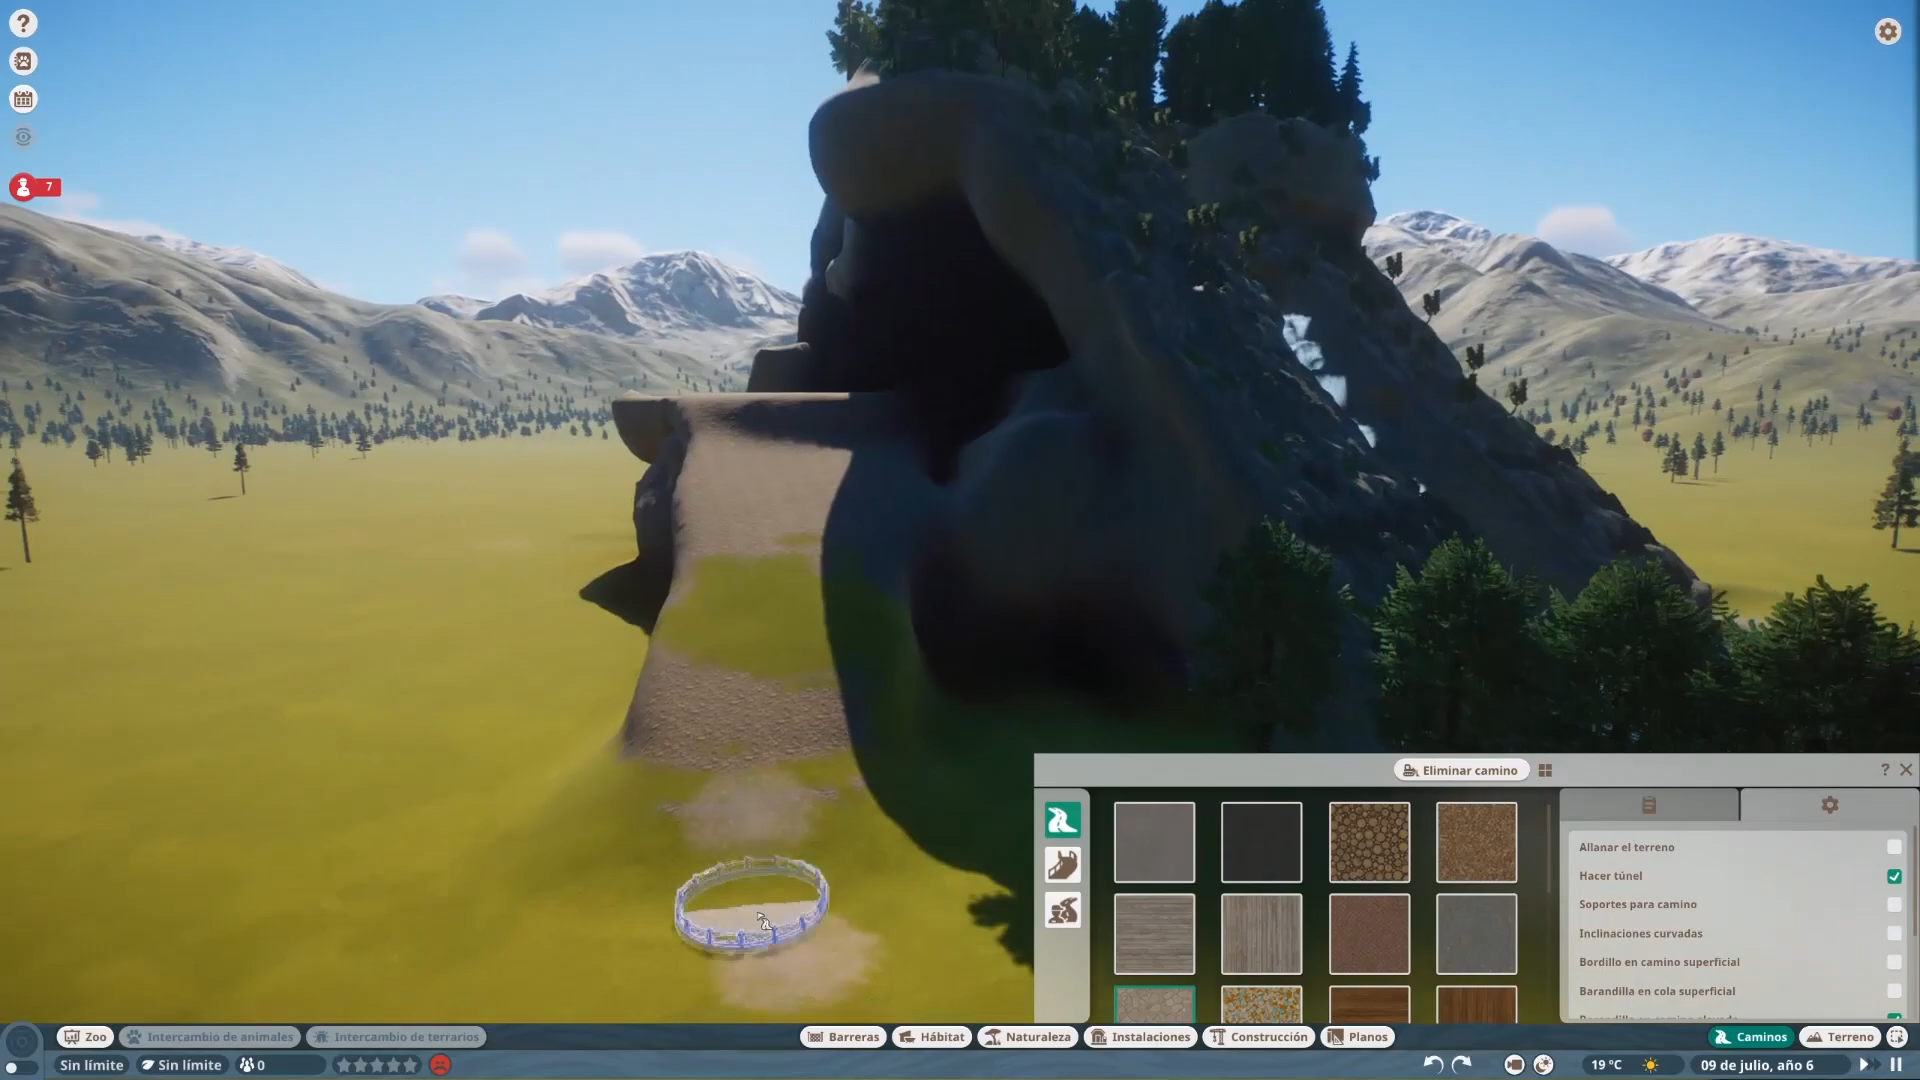 ?
7
Eliminar camino
?
Allanar el terreno
Hacer túnel
Soportes para camino
Inclinaciones curvadas
Bordillo en camino superficial
Barandilla en cola superficial
Zoo
Intercambio de animales
Intercambio de terrarios
Barreras
Hábitat
Naturaleza
Instalaciones
Construcción
Planos
Caminos
Terreno
Sin límite
Sin límite
0
19 ºC
09 de julio, año 6